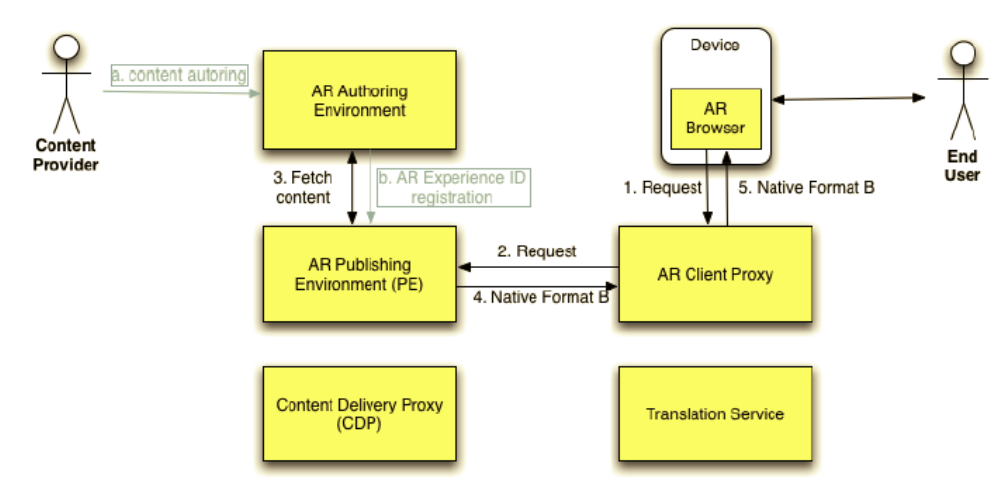 Device
a. content autoring
AR Authoring
Environment
AR
Browser
Content
Provider
End
User
3. Fetch
content
b. AR Experience ID
registration
1. Request
5. Native Format B
AR Publishing
Environment (PE)
2. Request
4. Native Format B
AR Client Proxy
Content Delivery Proxy
(CDP)
Translation Service